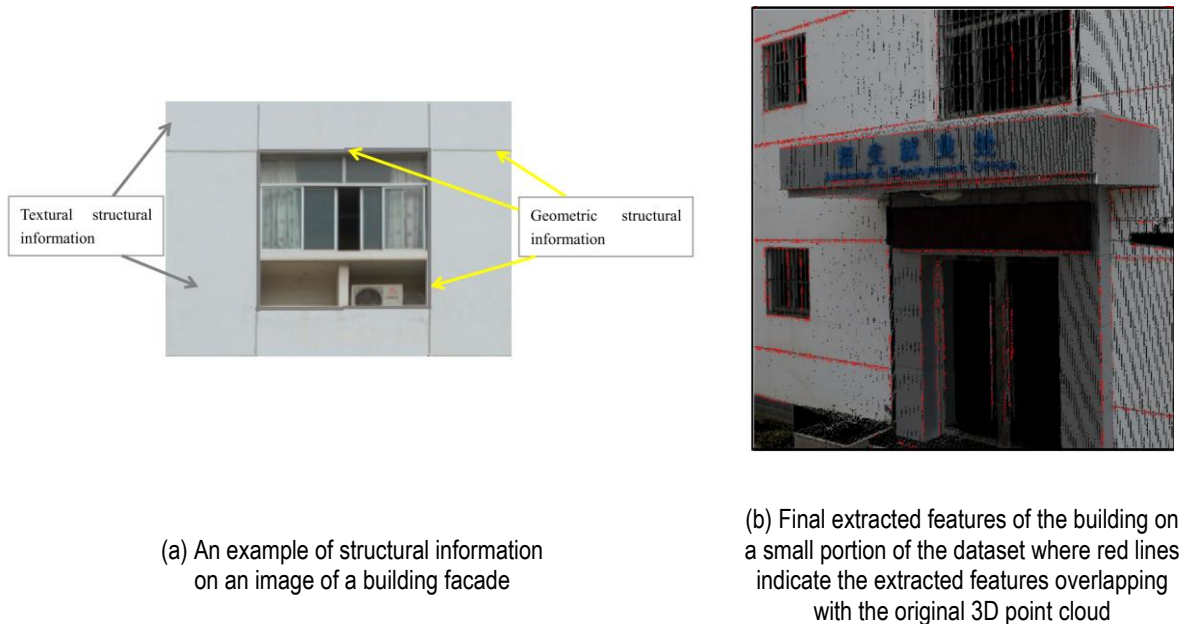 Textural structural
information
Geometric structural
information
(a) An example of structural information
on an image of a building facade
(b) Final extracted features of the building on
a small portion of the dataset where red lines
indicate the extracted features overlapping
with the original 3D point cloud